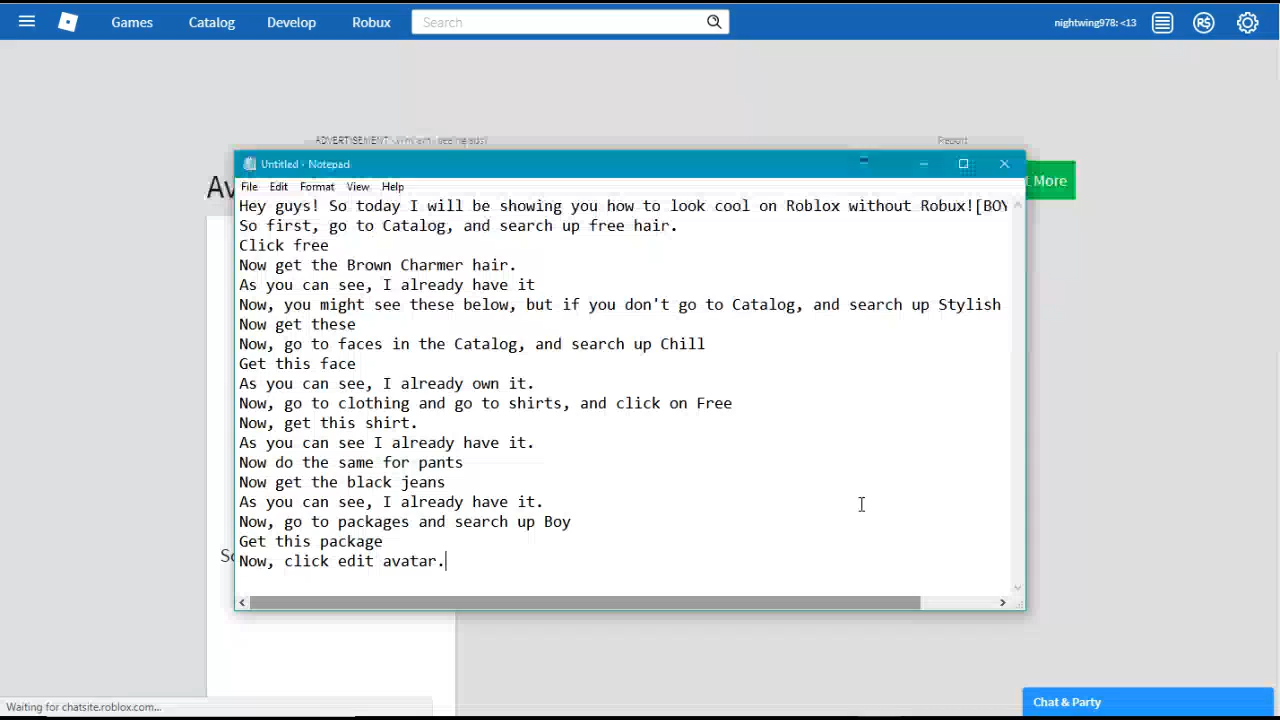 Games Catalog Develop Robux Search nightwing978: <13
ADVERTISEMENT Report
Av
t More
Untitled - Notepad
File Edit Format View Help
Hey guys! So today I will be showing you how to look cool on Roblox without Robux![BOY
So first, go to Catalog, and search up free hair.
Click free
Now get the Brown Charmer hair.
As you can see, I already have it
Now, you might see these below, but if you don't go to Catalog, and search up Stylish
Now get these
Now, go to faces in the Catalog, and search up Chill
Get this face
As you can see, I already own it.
Now, go to clothing and go to shirts, and click on Free
Now, get this shirt.
As you can see I already have it.
Now do the same for pants
Now get the black jeans
As you can see, I already have it.
Now, go to packages and search up Boy
Get this package
Now, click edit avatar.
Waiting for chatsite.roblox.com...
Chat & Party